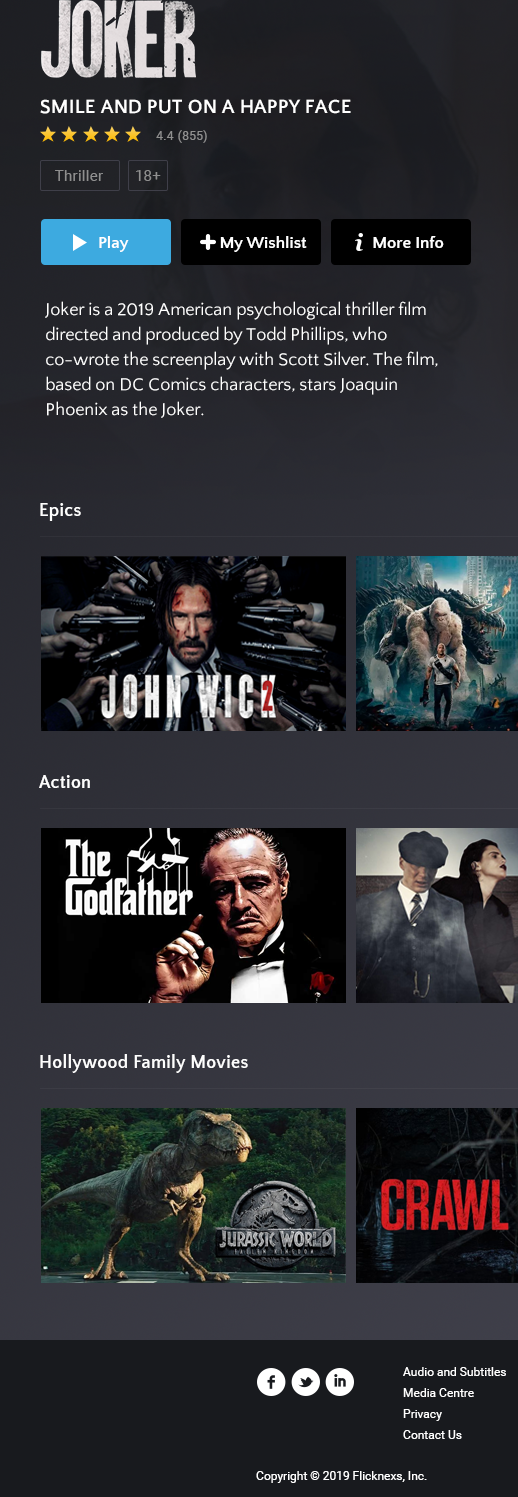 JOKER
SMILE AND PUT ON A HAPPY FACE
4.4 (855)
Thriller 18+
Play My Wishlist More Info
Joker is a 2019 American psychological thriller film
directed and produced by Todd Phillips, who
co-wrote the screenplay with Scott Silver. The film,
based on DC Comics characters, stars Joaquin
Phoenix as the Joker.
Epics
JOHN WICK 2
Action
The
Godfather
Hollywood Family Movies
JURASSIC WORLD
FALLEN KINGDOM
CRAWL
f in
Audio and Subtitles
Media Centre
Privacy
Contact Us
Copyright © 2019 Flicknexs, Inc.